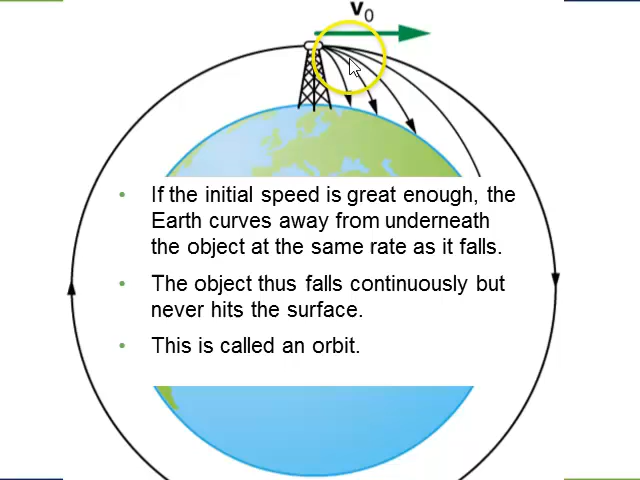 v0
• If the initial speed is great enough, the
Earth curves away from underneath
the object at the same rate as it falls.
• The object thus falls continuously but
never hits the surface.
• This is called an orbit.